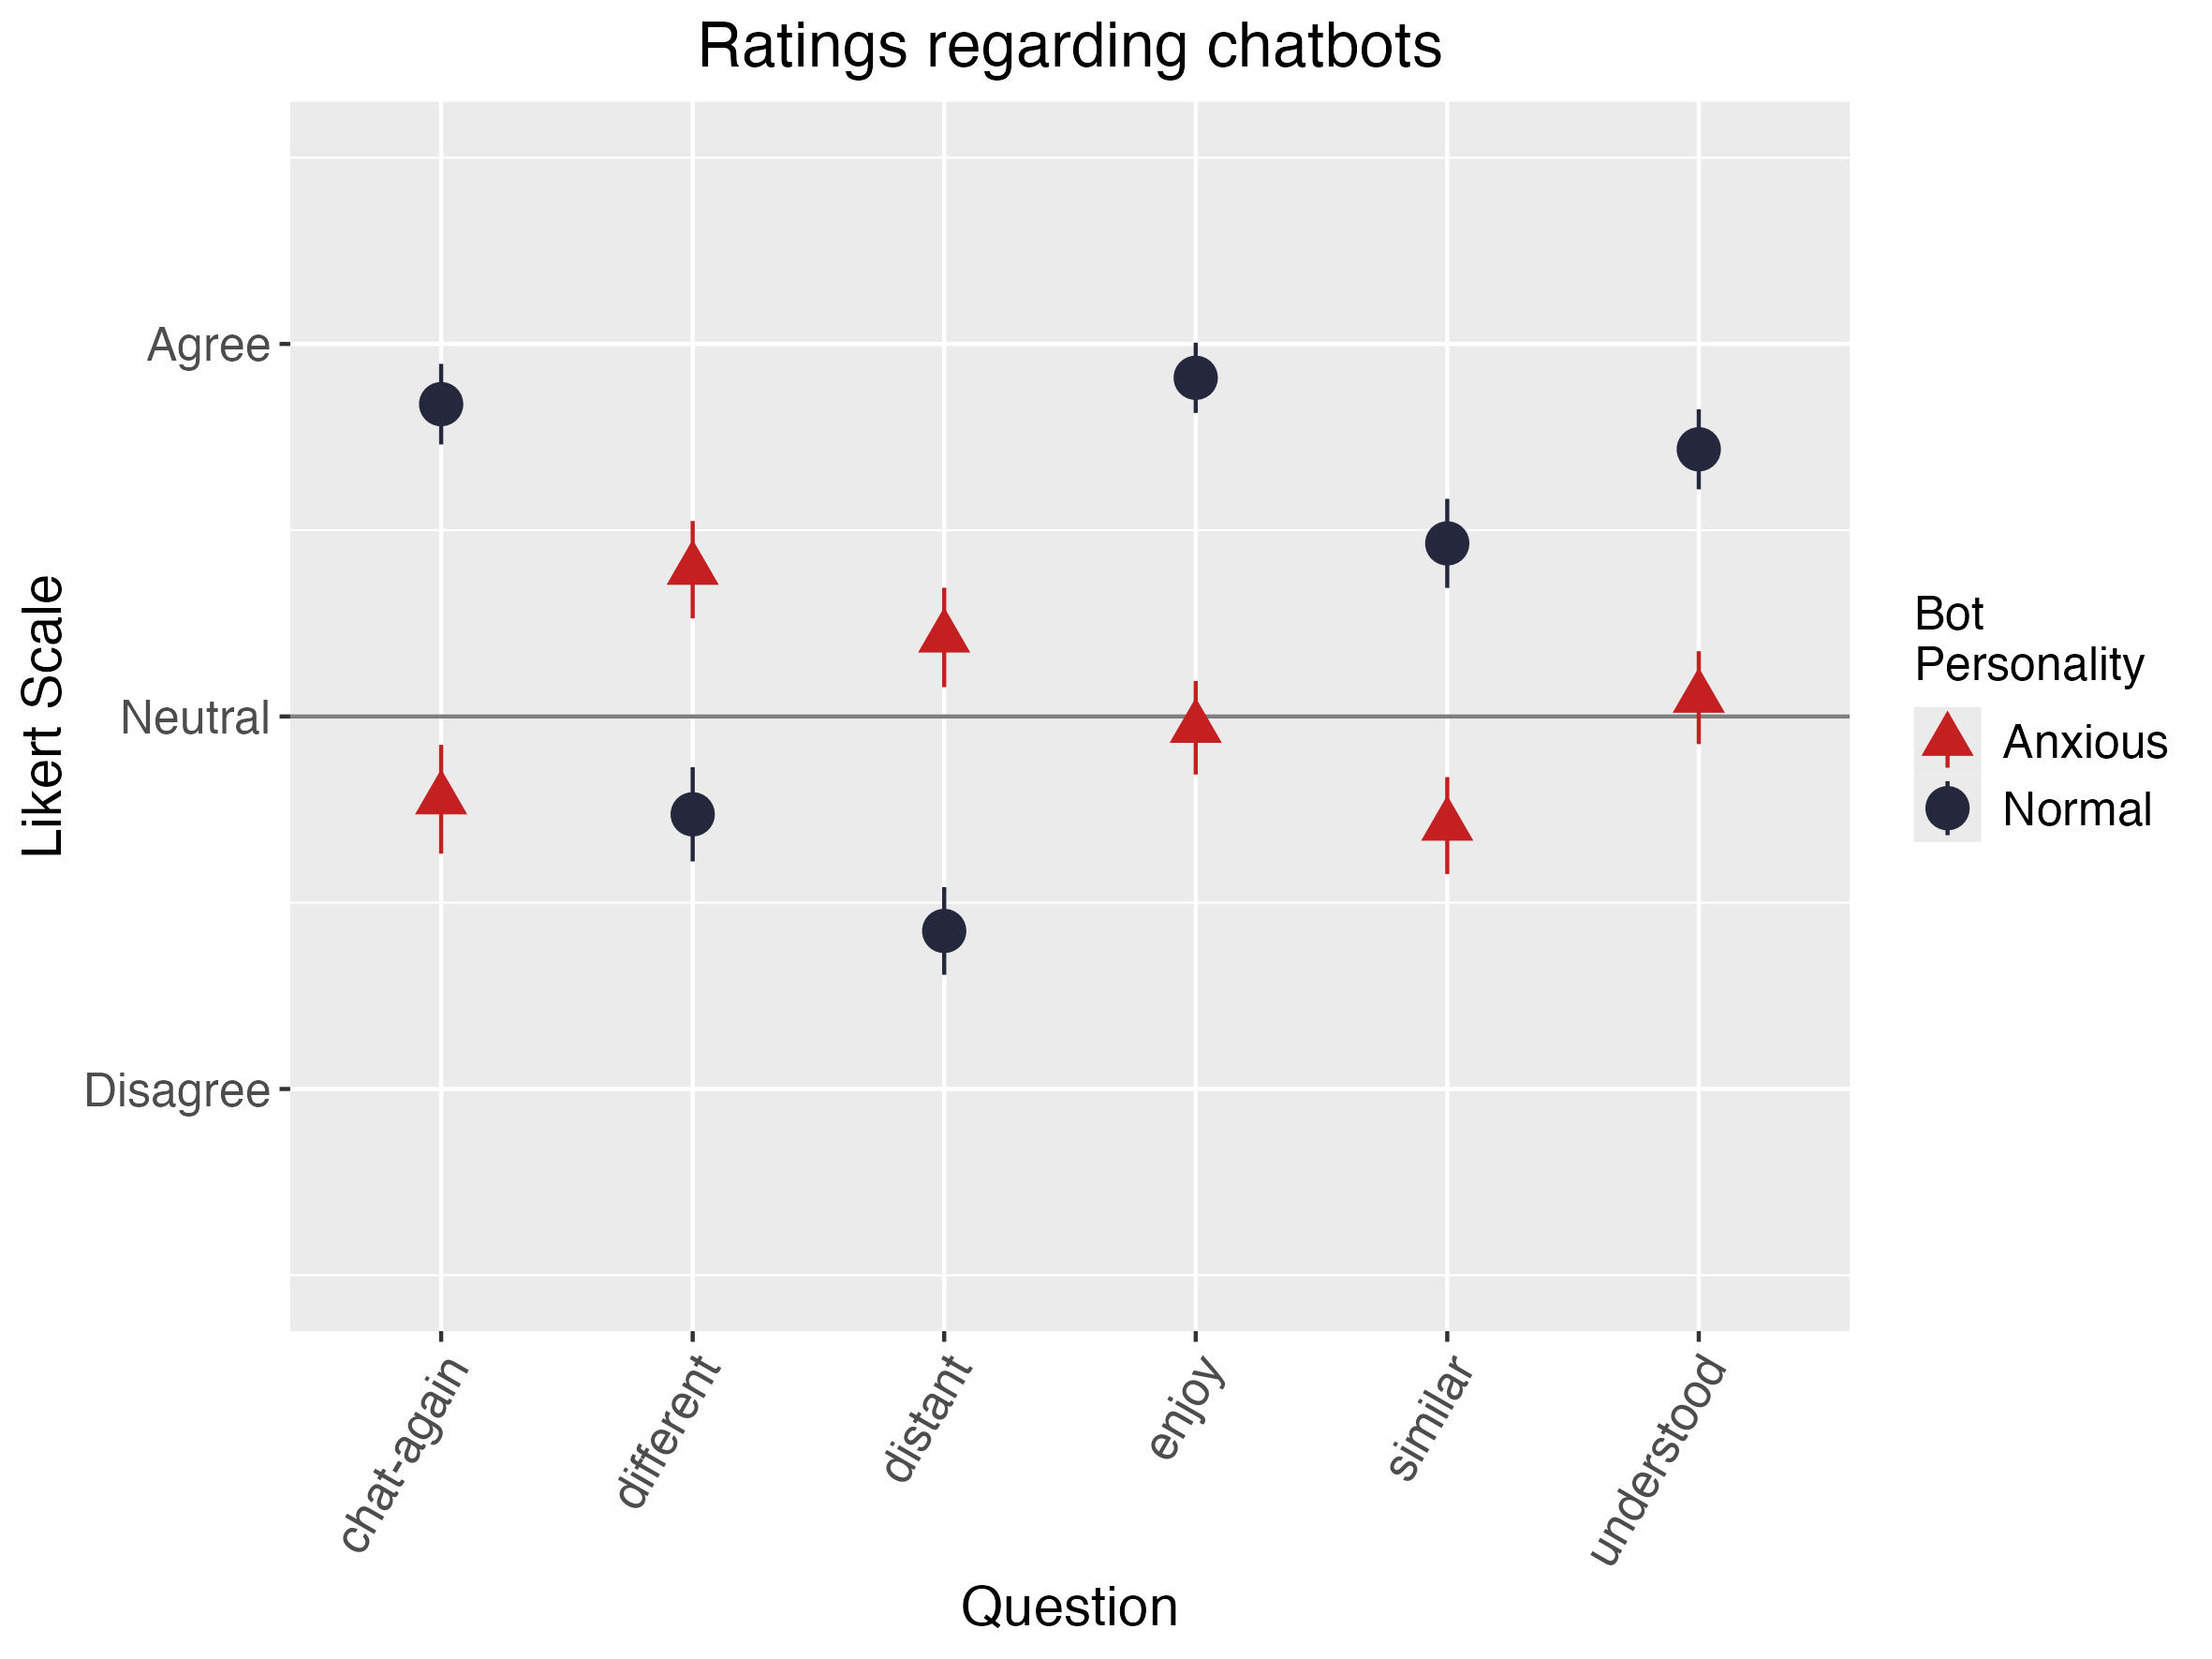 Ratings regarding chatbots
Likert Scale
Agree
Neutral
Disagree
chat-again
different
distant
enjoy
similar
understood
Question
Bot
Personality
Anxious
Normal